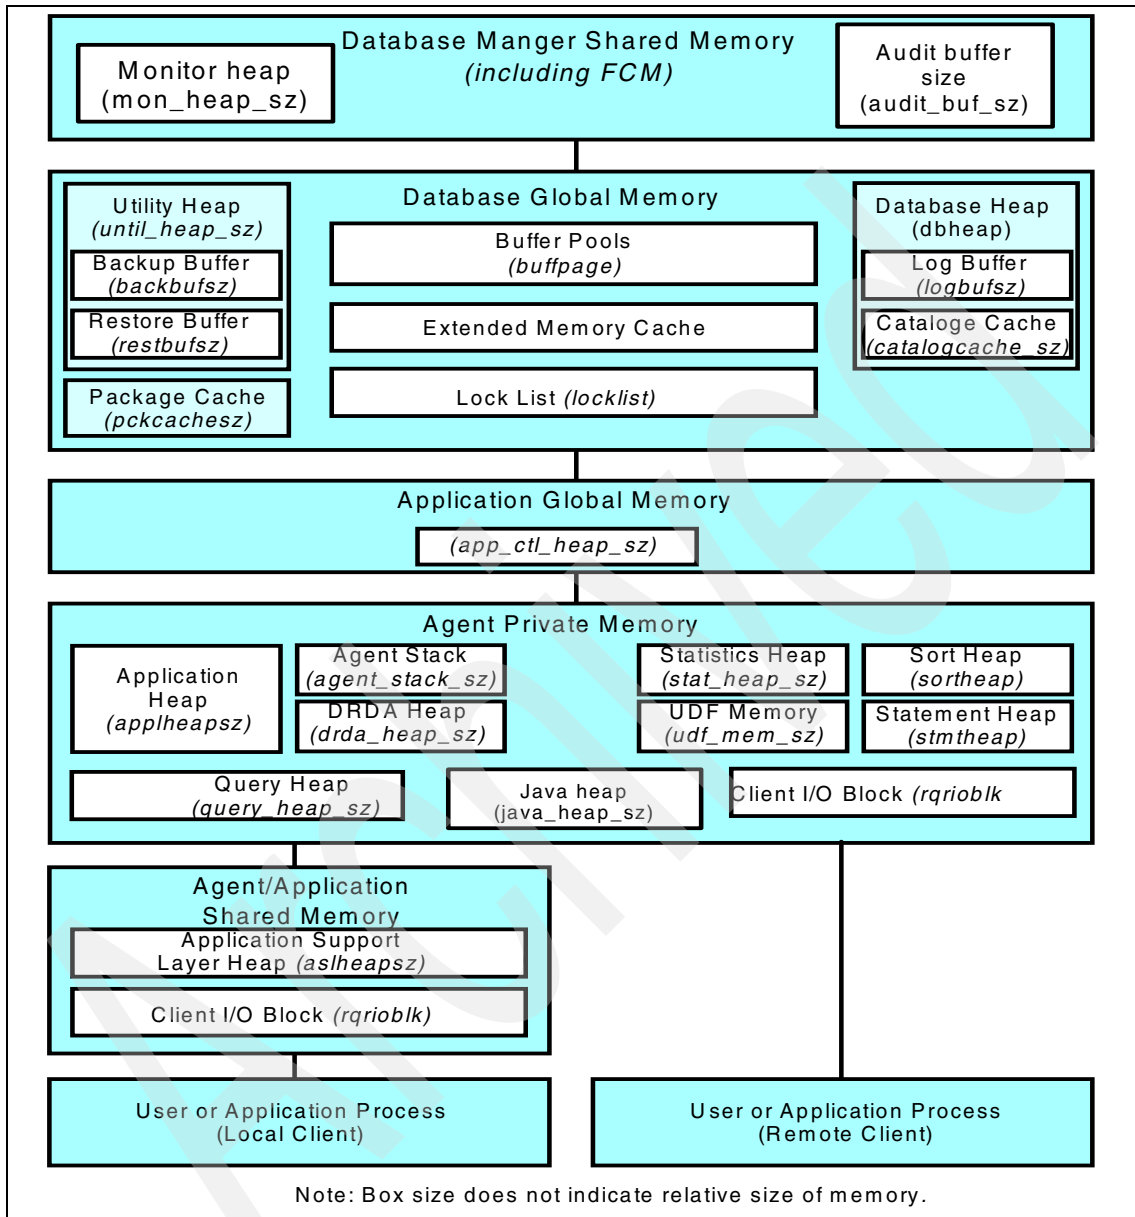 Database Manger Shared Memory
(including FCM)
Monitor heap
(mon_heap_sz)
Audit buffer
size
(audit_buf_sz)
Database Global Memory
Utility Heap
(until_heap_sz)
Backup Buffer
(backbufsz)
Restore Buffer
(restbufsz)
Package Cache
(pckcachesz)
Buffer Pools
(buffpage)
Extended Memory Cache
Lock List (locklist)
Database Heap
(dbheap)
Log Buffer
(logbufsz)
Cataloge Cache
(catalogcache_sz)
Application Global Memory
(app_ctl_heap_sz)
Agent Private Memory
Application
Heap
(applheapsz)
Agent Stack
(agent_stack_sz)
DRDA Heap
(drda_heap_sz)
Statistics Heap
(stat_heap_sz)
UDF Memory
(udf_mem_sz)
Sort Heap
(sortheap)
Statement Heap
(stmtheap)
Query Heap
(query_heap_sz)
Java heap
(java_heap_sz)
Client I/O Block (rqrioblk
Agent/Application
Shared Memory
Application Support
Layer Heap (aslheapsz)
Client I/O Block (rqrioblk)
User or Application Process
(Local Client)
User or Application Process
(Remote Client)
Note: Box size does not indicate relative size of memory.
Archived